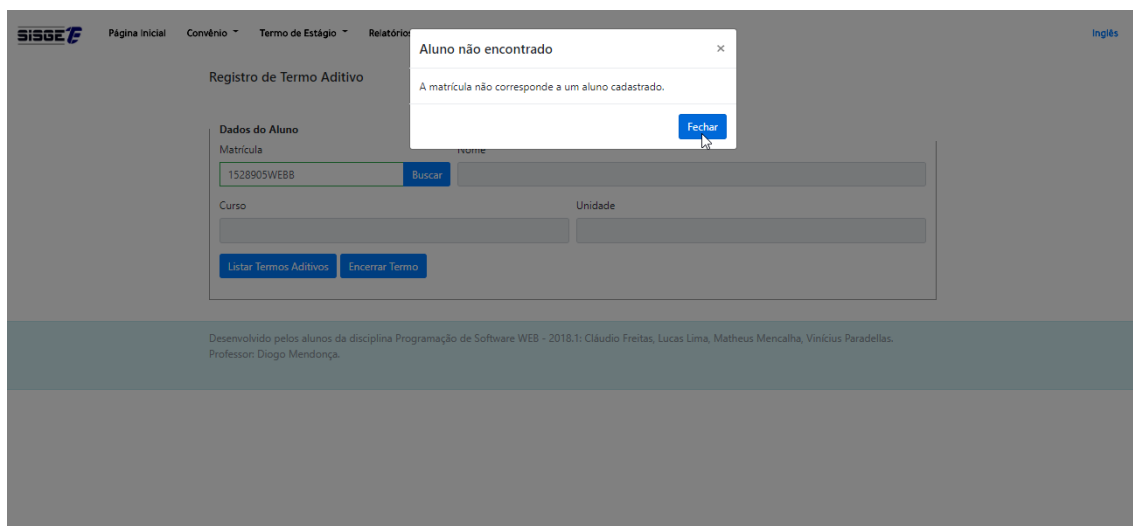 SISGEE
Página Inicial Convênio Termo de Estágio Relatórios Inglês
Aluno não encontrado ×
Registro de Termo Aditivo
A matrícula não corresponde a um aluno cadastrado.
Fechar
Dados do Aluno
Matrícula Nome
1528905WEBB Buscar
Curso Unidade
Listar Termos Aditivos Encerrar Termo
Desenvolvido pelos alunos da disciplina Programação de Software WEB - 2018.1: Cláudio Freitas, Lucas Lima, Matheus Mencalha, Vinícius Paradellas.
Professor: Diogo Mendonça.